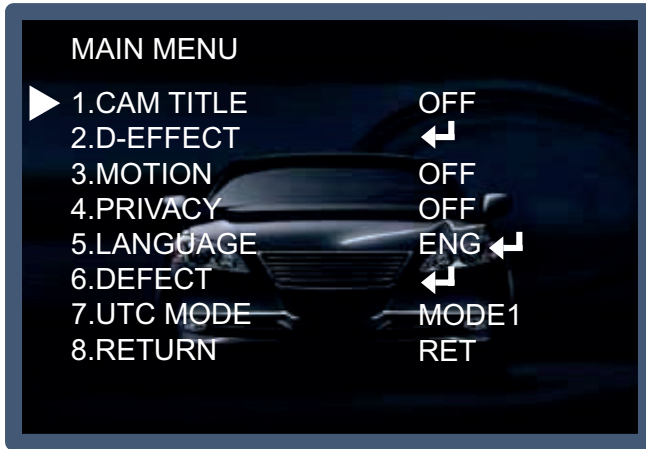 MAIN MENU
1.CAM TITLE OFF
2.D-EFFECT ↵
3.MOTION OFF
4.PRIVACY OFF
5.LANGUAGE ENG ↵
6.DEFECT ↵
7.UTC MODE MODE1
8.RETURN RET